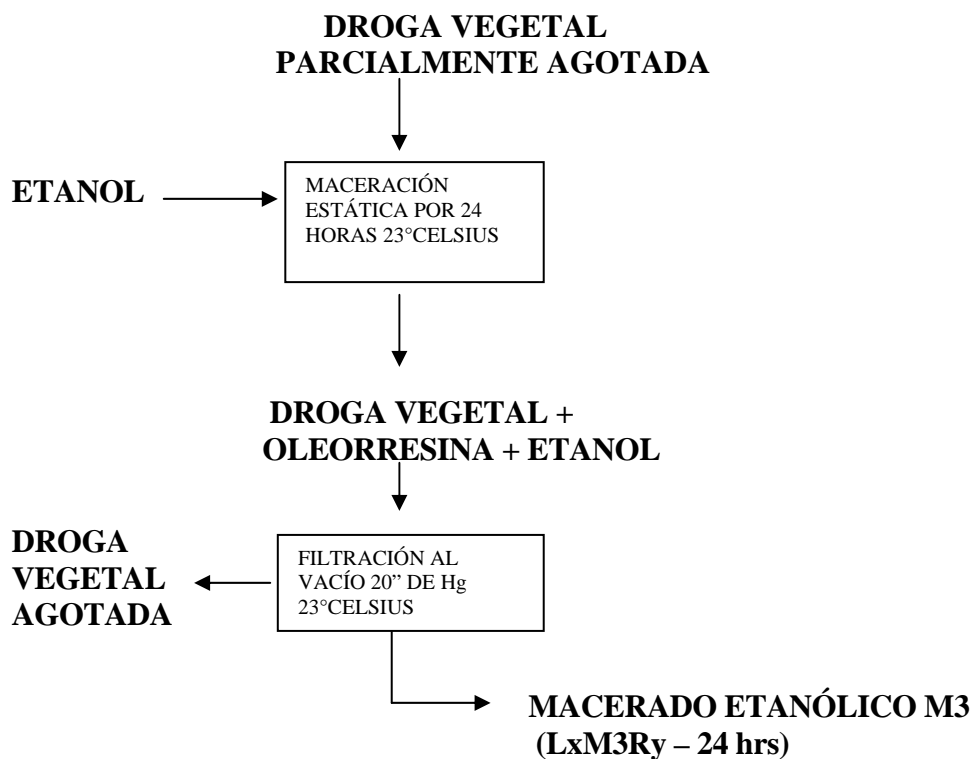 DROGA VEGETAL
PARCIALMENTE AGOTADA
ETANOL
MACERACIÓN
ESTÁTICA POR 24
HORAS 23°CELSIUS
DROGA VEGETAL +
OLEORRESINA + ETANOL
DROGA
VEGETAL
AGOTADA
FILTRACIÓN AL
VACÍO 20” DE Hg
23°CELSIUS
MACERADO ETANÓLICO M3
(LxM3Ry – 24 hrs)